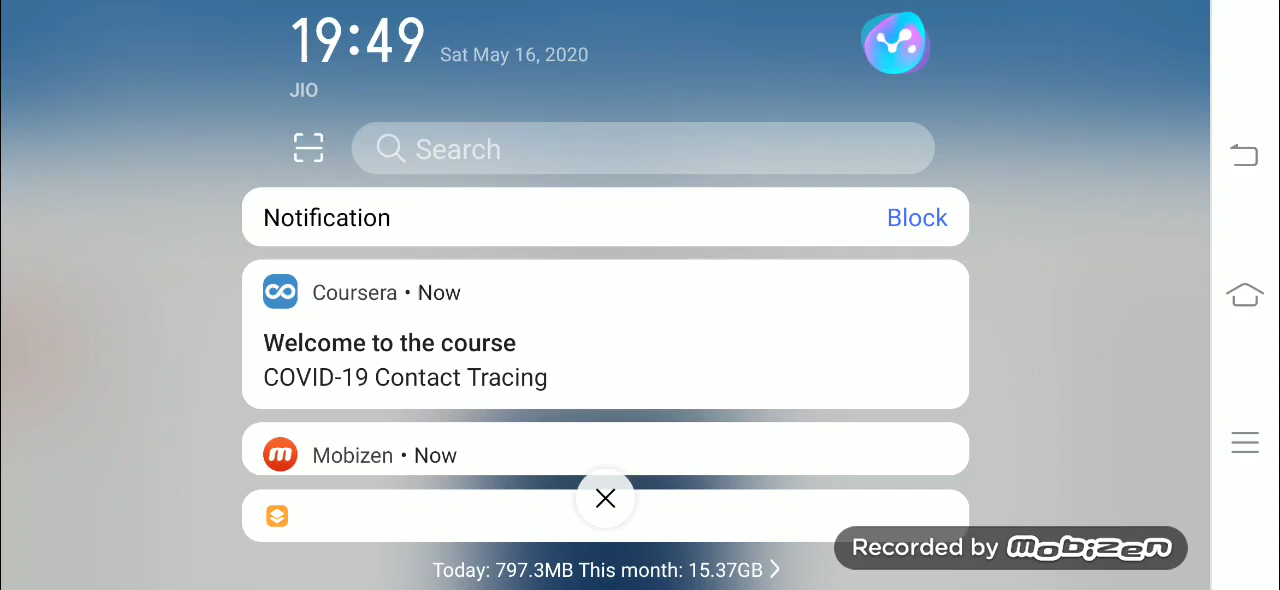 19:49 Sat May 16, 2020
JIO
Search
Notification Block
Coursera • Now
Welcome to the course
COVID-19 Contact Tracing
m Mobizen • Now
Recorded by mobizen
Today: 797.3MB This month: 15.37GB >